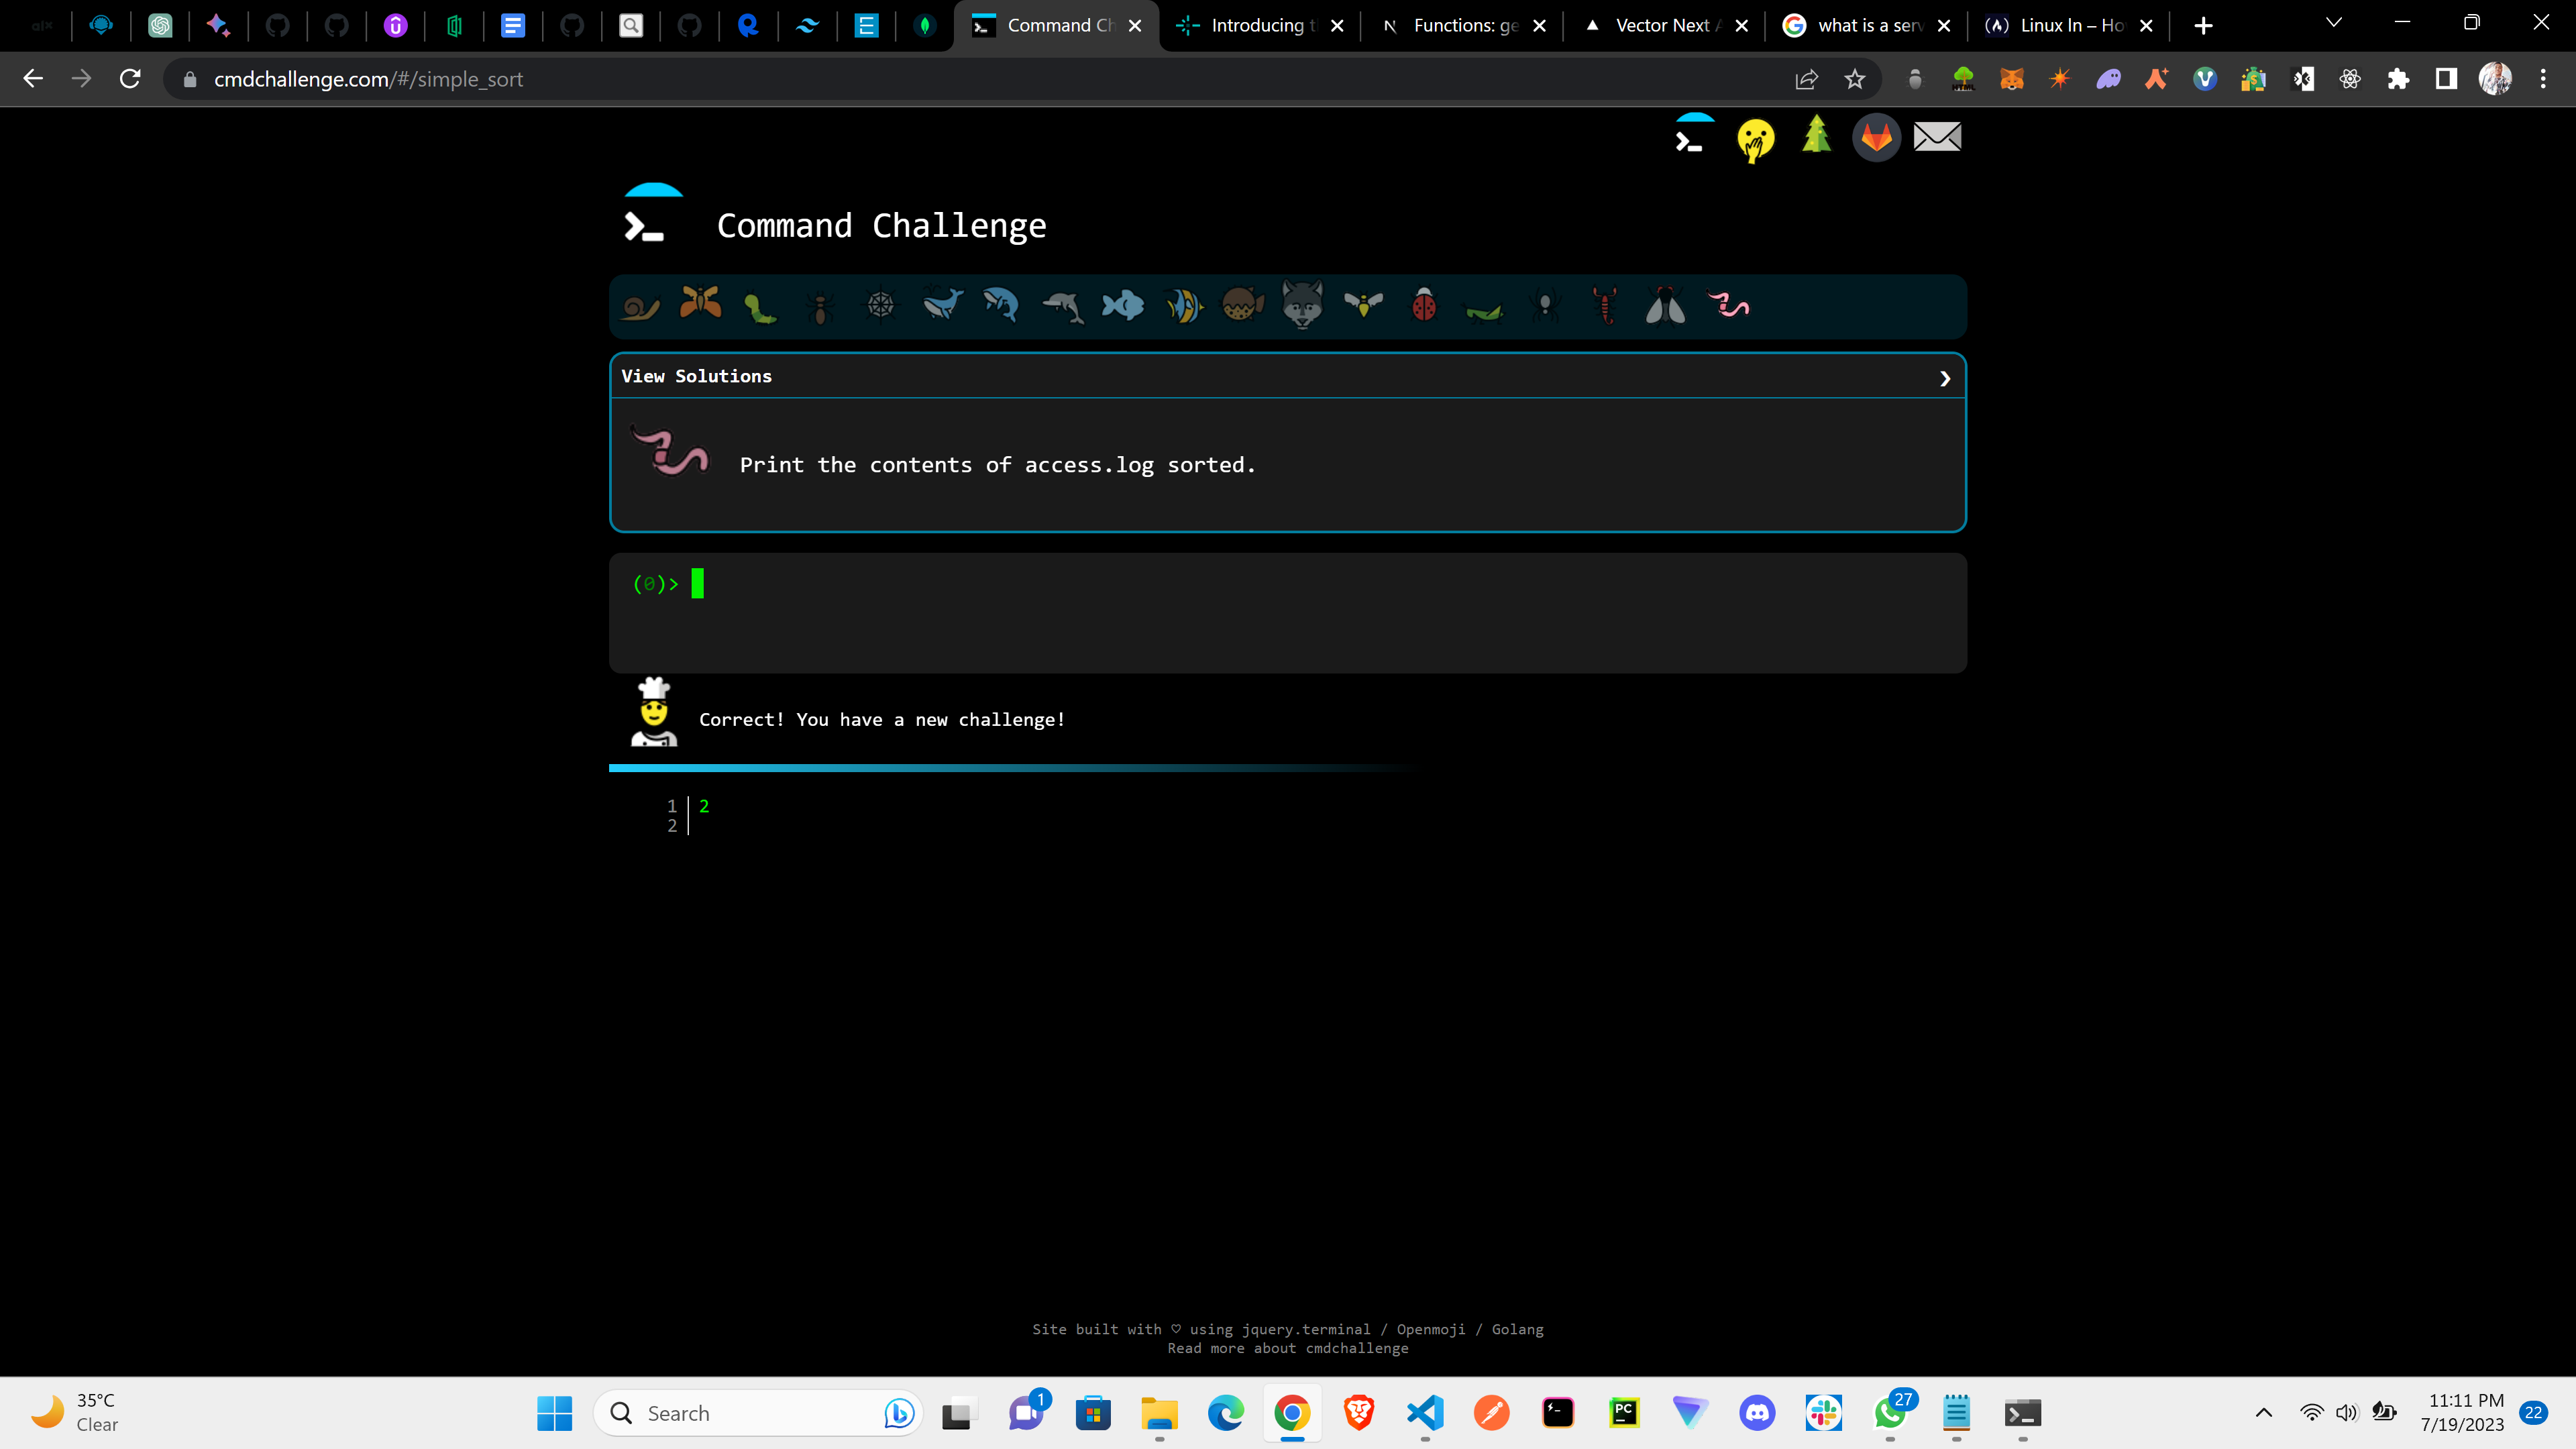 Command Ch
Introducing t
Functions: ge
Vector Next A
what is a serv
Linux In – Ho
cmdchallenge.com/#/simple_sort
Command Challenge
View Solutions
Print the contents of access.log sorted.
(0)>
Correct! You have a new challenge!
1 2
2
Site built with ♡ using jquery.terminal / Openmoji / Golang
Read more about cmdchallenge
35°C
Clear
Search
1
PC
27
11:11 PM
7/19/2023
22